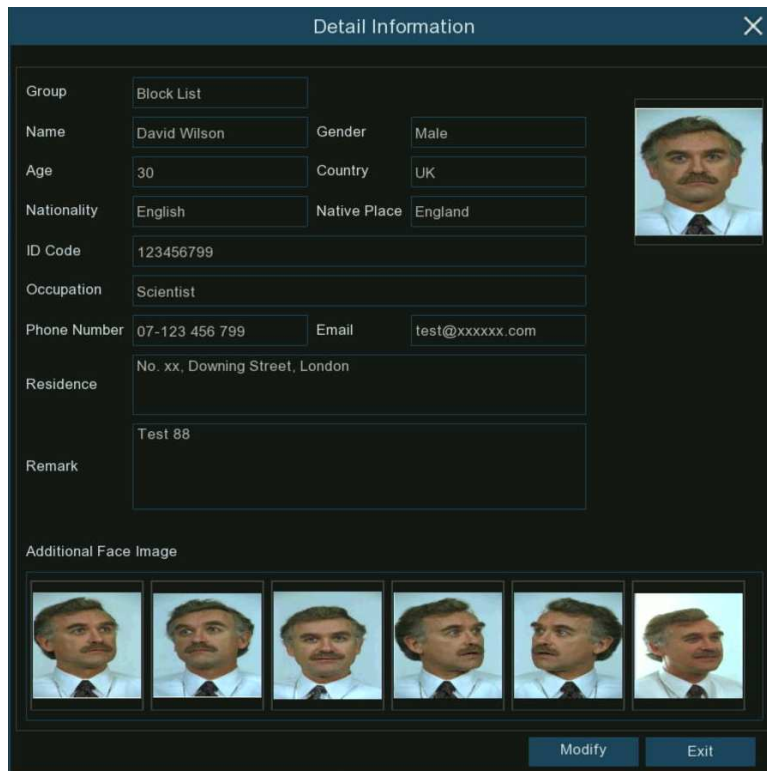 Detail Information
Group Block List
Name David Wilson Gender Male
Age 30 Country UK
Nationality English Native Place England
ID Code 123456799
Occupation Scientist
Phone Number 07-123 456 799 Email test@xxxxxx.com
Residence No. xx, Downing Street, London
Remark Test 88
Additional Face Image
Modify Exit